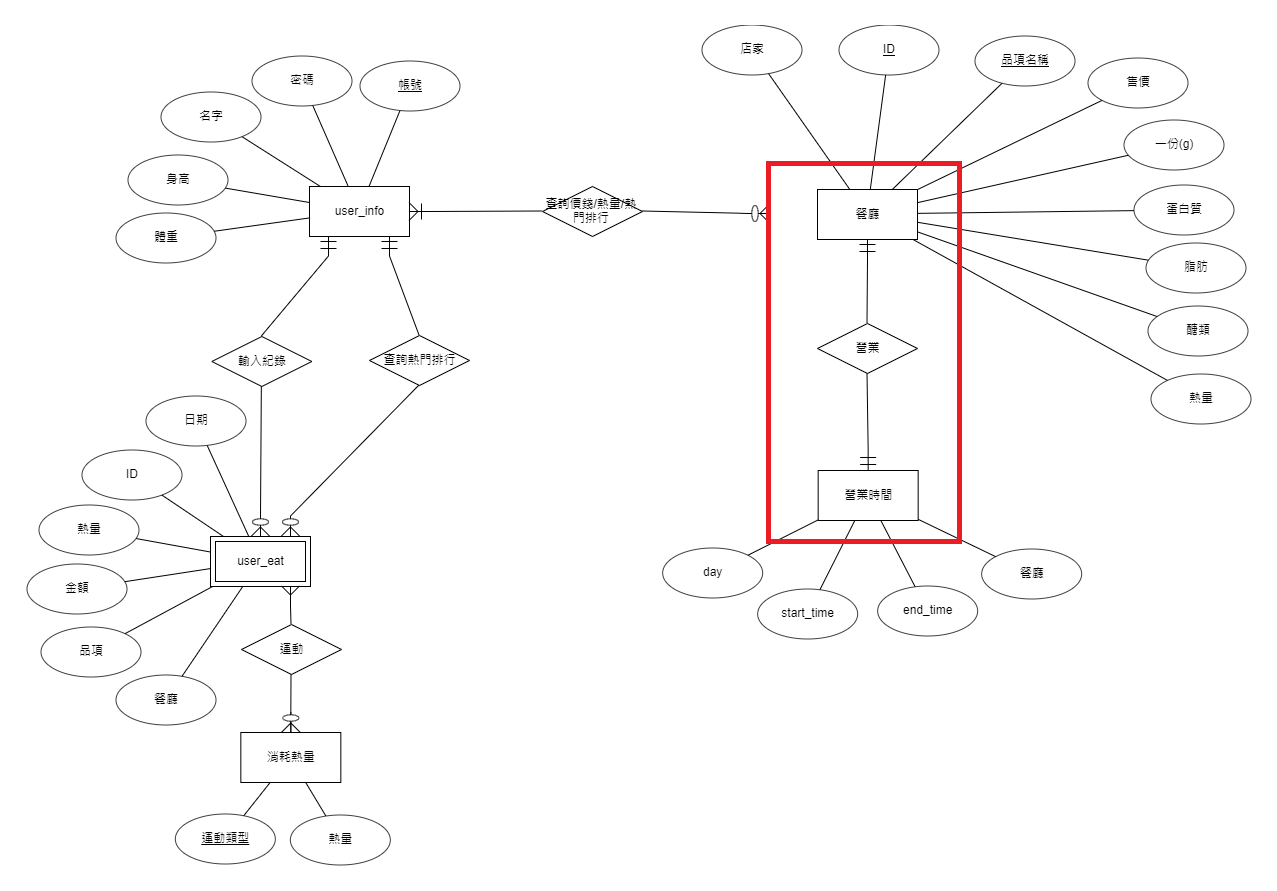 店家
ID
品項名稱
售價
一份(g)
蛋白質
脂肪
醣類
熱量
餐廳
營業
營業時間
day
start_time
end_time
餐廳
查詢價錢/熱量/熱
門排行
密碼
帳號
名字
身高
體重
user_info
輸入紀錄
查詢熱門排行
日期
ID
熱量
金額
品項
餐廳
user_eat
運動
消耗熱量
運動類型
熱量